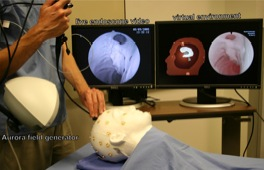 live endoscope video
virtual environment
Aurora field generator